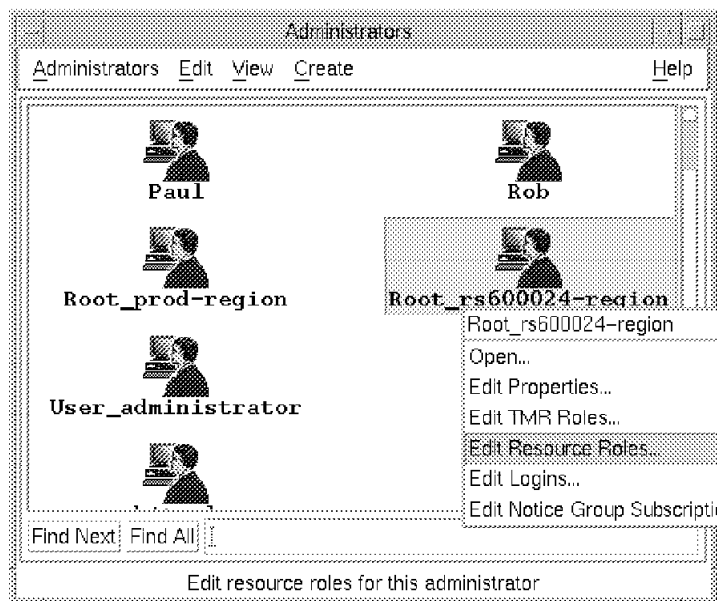 Administrators
Administrators Edit View Create Help
Paul Rob
Root_prod-region Root_rs600024-region
Root_rs600024-region
Open...
Edit Properties...
User_administrator
Edit TMR Roles...
Edit Resource Roles...
Edit Logins...
Edit Notice Group Subscripti
Find Next Find All
Edit resource roles for this administrator